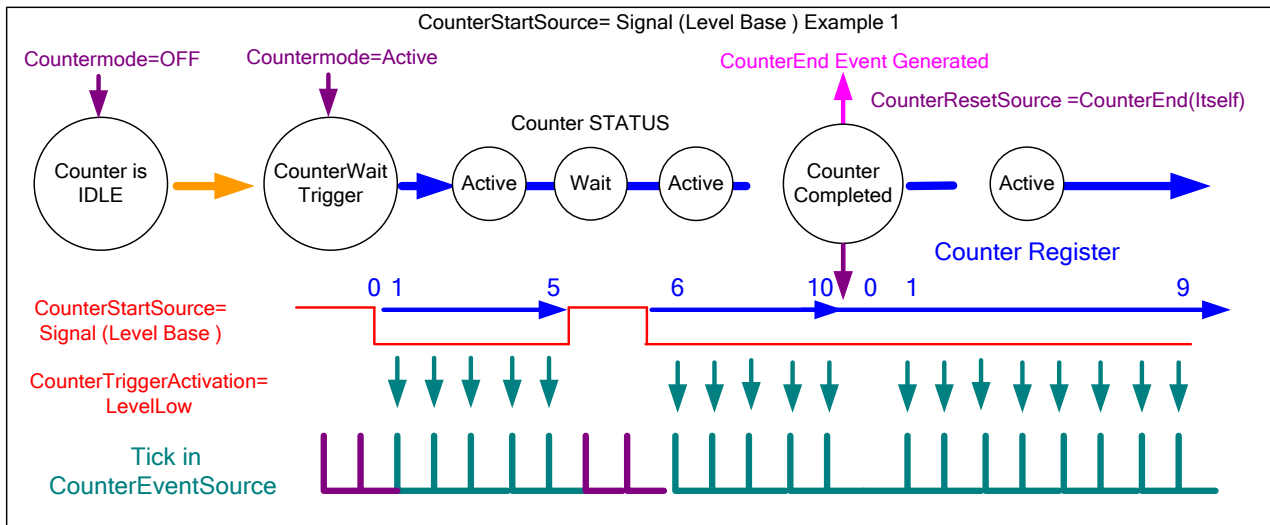 CounterStartSource= Signal (Level Base ) Example 1
Countermode=OFF
Countermode=Active
CounterEnd Event Generated
CounterResetSource =CounterEnd(Itself)
Counter STATUS
Counter is
IDLE
CounterWait
Trigger
Active
Wait
Active
Counter
Completed
Active
Counter Register
0 1 5 6 10 0 1 9
CounterStartSource=
Signal (Level Base )
CounterTriggerActivation=
LevelLow
Tick in
CounterEventSource